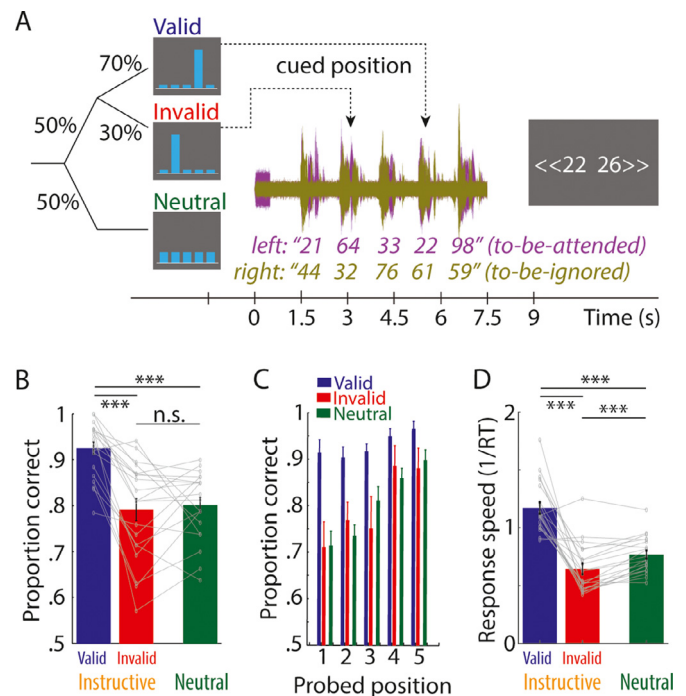 A
Valid
70%
cued position
Invalid
50%
30%
<<22 26>>
50%
Neutral
left: “21 64 33 22 98” (to-be-attended)
right: “44 32 76 61 59” (to-be-ignored)
0 1.5 3 4.5 6 7.5 9 Time (s)
B
***
***
n.s.
Proportion correct
1
.9
.8
.7
.6
.5
Valid Invalid
Instructive Neutral
C
Valid
Invalid
Neutral
Proportion correct
1
.9
.8
.7
.6
.5
1 2 3 4 5
Probed position
D
***
***
***
Response speed (1/RT)
2
1
0
Valid Invalid
Instructive Neutral